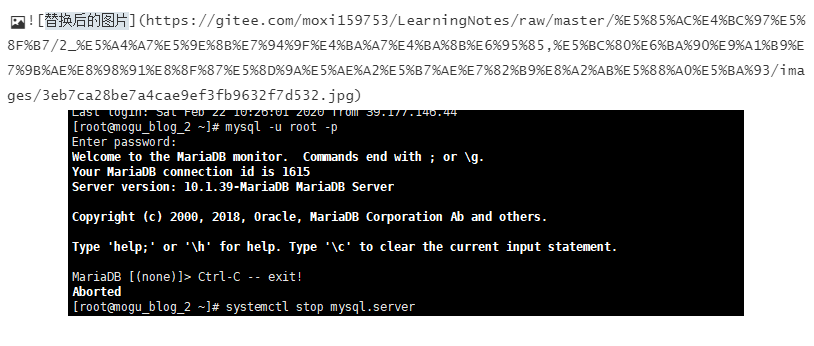 ![替换后的图片](https://gitee.com/moxi159753/LearningNotes/raw/master/%E5%85%AC%E4%BC%97%E5%
8F%B7/2_%E5%A4%A7%E5%9E%8B%E7%94%9F%E4%BA%A7%E4%BA%8B%E6%95%85,%E5%BC%80%E6%BA%90%E9%A1%B9%E
7%9B%AE%E8%98%91%E8%8F%87%E5%8D%9A%E5%AE%A2%E5%B7%AE%E7%82%B9%E8%A2%AB%E5%88%A0%E5%BA%93/ima
ges/3eb7ca28be7a4cae9ef3fb9632f7d532.jpg)
Last login: Sat Feb 22 10:26:01 2020 from 39.177.146.44
[root@mogu_blog_2 ~]# mysql -u root -p
Enter password:
Welcome to the MariaDB monitor.  Commands end with ; or \g.
Your MariaDB connection id is 1615
Server version: 10.1.39-MariaDB MariaDB Server
Copyright (c) 2000, 2018, Oracle, MariaDB Corporation Ab and others.
Type 'help;' or '\h' for help. Type '\c' to clear the current input statement.
MariaDB [(none)]> Ctrl-C -- exit!
Aborted
[root@mogu_blog_2 ~]# systemctl stop mysql.server